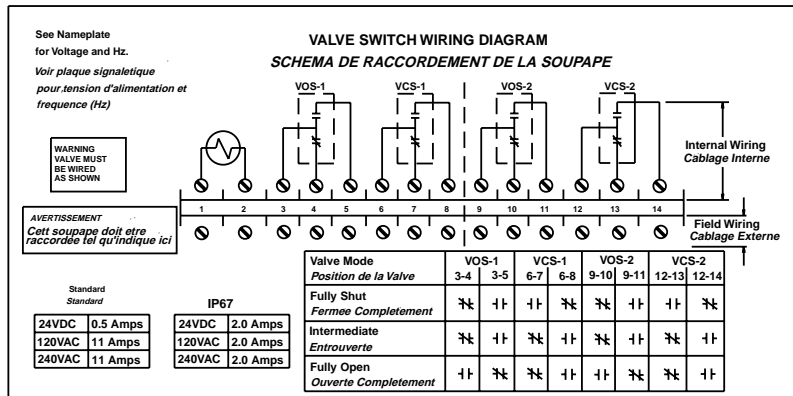 See Nameplate
for Voltage and Hz.
Voir plaque signaletique
pour,tension d'alimentation et
frequence (Hz)
VALVE SWITCH WIRING DIAGRAM
SCHEMA DE RACCORDEMENT DE LA SOUPAPE
VOS-1 VCS-1 VOS-2 VCS-2
WARNING
VALVE MUST
BE WIRED
AS SHOWN
Internal Wiring
Cablage Interne
1 2 3 4 5 6 7 8 9 10 11 12 13 14
AVERTISSEMENT
Cett soupape doit etre
raccordée tel qu'indique ici
Field Wiring
Cablage Externe
Standard
Standard
24VDC 0.5 Amps
120VAC 11 Amps
240VAC 11 Amps
IP67
24VDC 2.0 Amps
120VAC 2.0 Amps
240VAC 2.0 Amps
Valve Mode VOS-1 VCS-1 VOS-2 VCS-2
Position de la Valve 3-4 3-5 6-7 6-8 9-10 9-11 12-13 12-14
Fully Shut
Fermee Completement
Intermediate
Entrouverte
Fully Open
Ouverte Completement